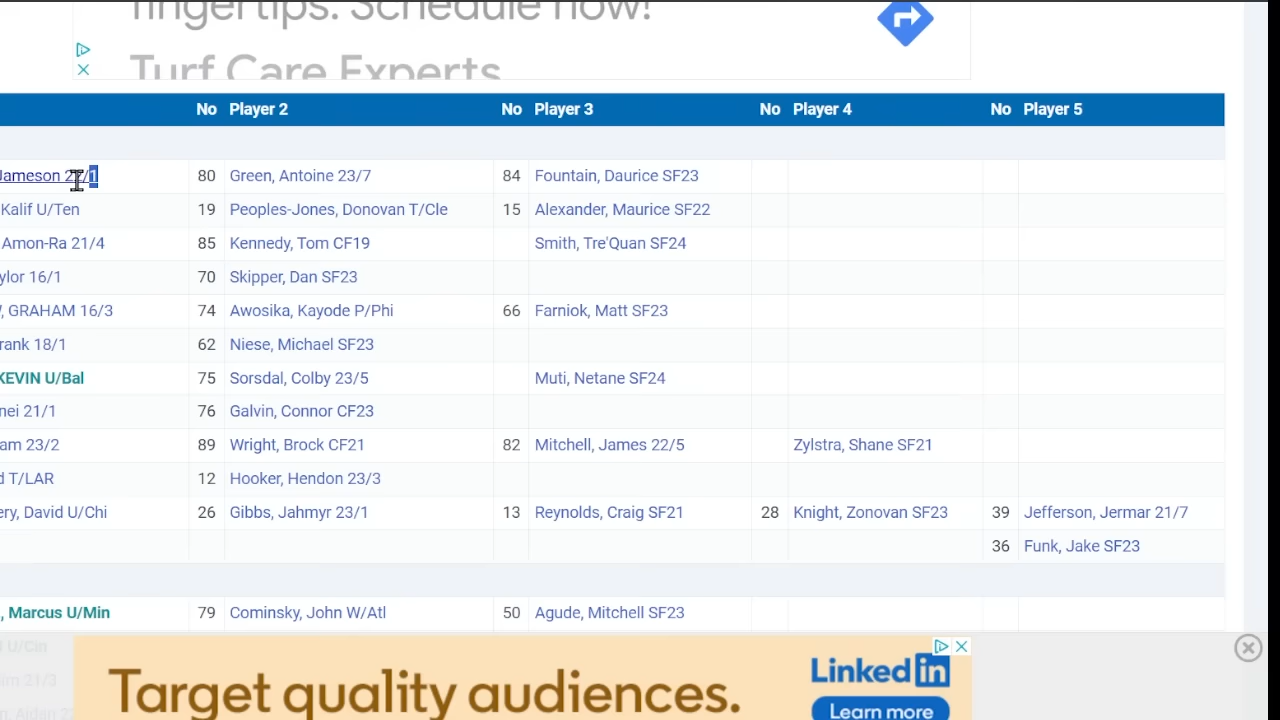 fingertips. Schedule now!
Turf Care Experts
No Player 2 No Player 3 No Player 4 No Player 5
Jameson 22/1 80 Green, Antoine 23/7 84 Fountain, Daurice SF23
Kalif U/Ten 19 Peoples-Jones, Donovan T/Cle 15 Alexander, Maurice SF22
Amon-Ra 21/4 85 Kennedy, Tom CF19 Smith, Tre'Quan SF24
ylor 16/1 70 Skipper, Dan SF23
, GRAHAM 16/3 74 Awosika, Kayode P/Phi 66 Farniok, Matt SF23
rank 18/1 62 Niese, Michael SF23
KEVIN U/Bal 75 Sorsdal, Colby 23/5 Muti, Netane SF24
nei 21/1 76 Galvin, Connor CF23
am 23/2 89 Wright, Brock CF21 82 Mitchell, James 22/5 Zylstra, Shane SF21
d T/LAR 12 Hooker, Hendon 23/3
ery, David U/Chi 26 Gibbs, Jahmyr 23/1 13 Reynolds, Craig SF21 28 Knight, Zonovan SF23 39 Jefferson, Jermar 21/7
36 Funk, Jake SF23
, Marcus U/Min 79 Cominsky, John W/Atl 50 Agude, Mitchell SF23
U/Cin
21/3
n, Aidan 22
Target quality audiences.
LinkedIn
Learn more